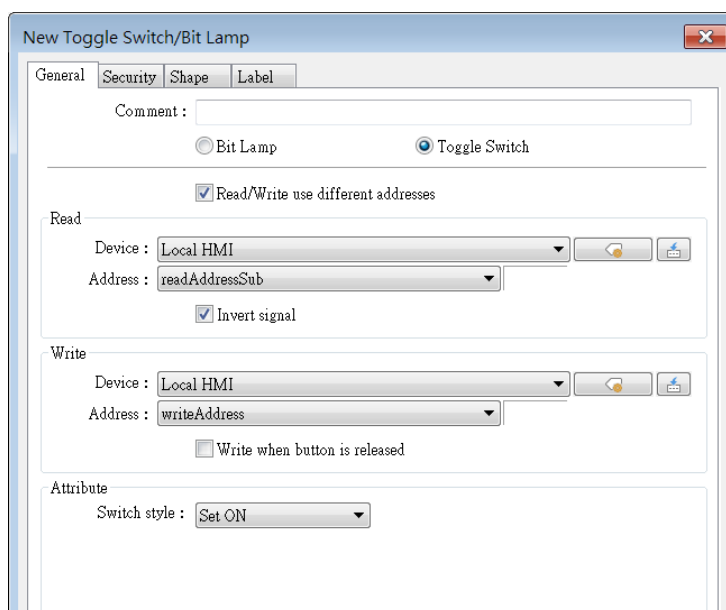 New Toggle Switch/Bit Lamp
General Security Shape Label
Comment :
Bit Lamp Toggle Switch
Read/Write use different addresses
Read
Device : Local HMI
Address : readAddressSub
Invert signal
Write
Device : Local HMI
Address : writeAddress
Write when button is released
Attribute
Switch style : Set ON